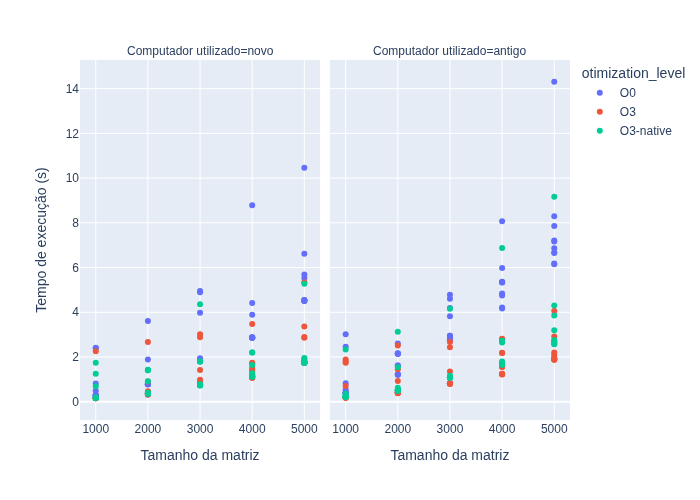 Computador utilizado=novo
Computador utilizado=antigo
otimization_level
O0
O3
O3-native
Tempo de execução (s)
14
12
10
8
6
4
2
0
1000 2000 3000 4000 5000
1000 2000 3000 4000 5000
Tamanho da matriz
Tamanho da matriz